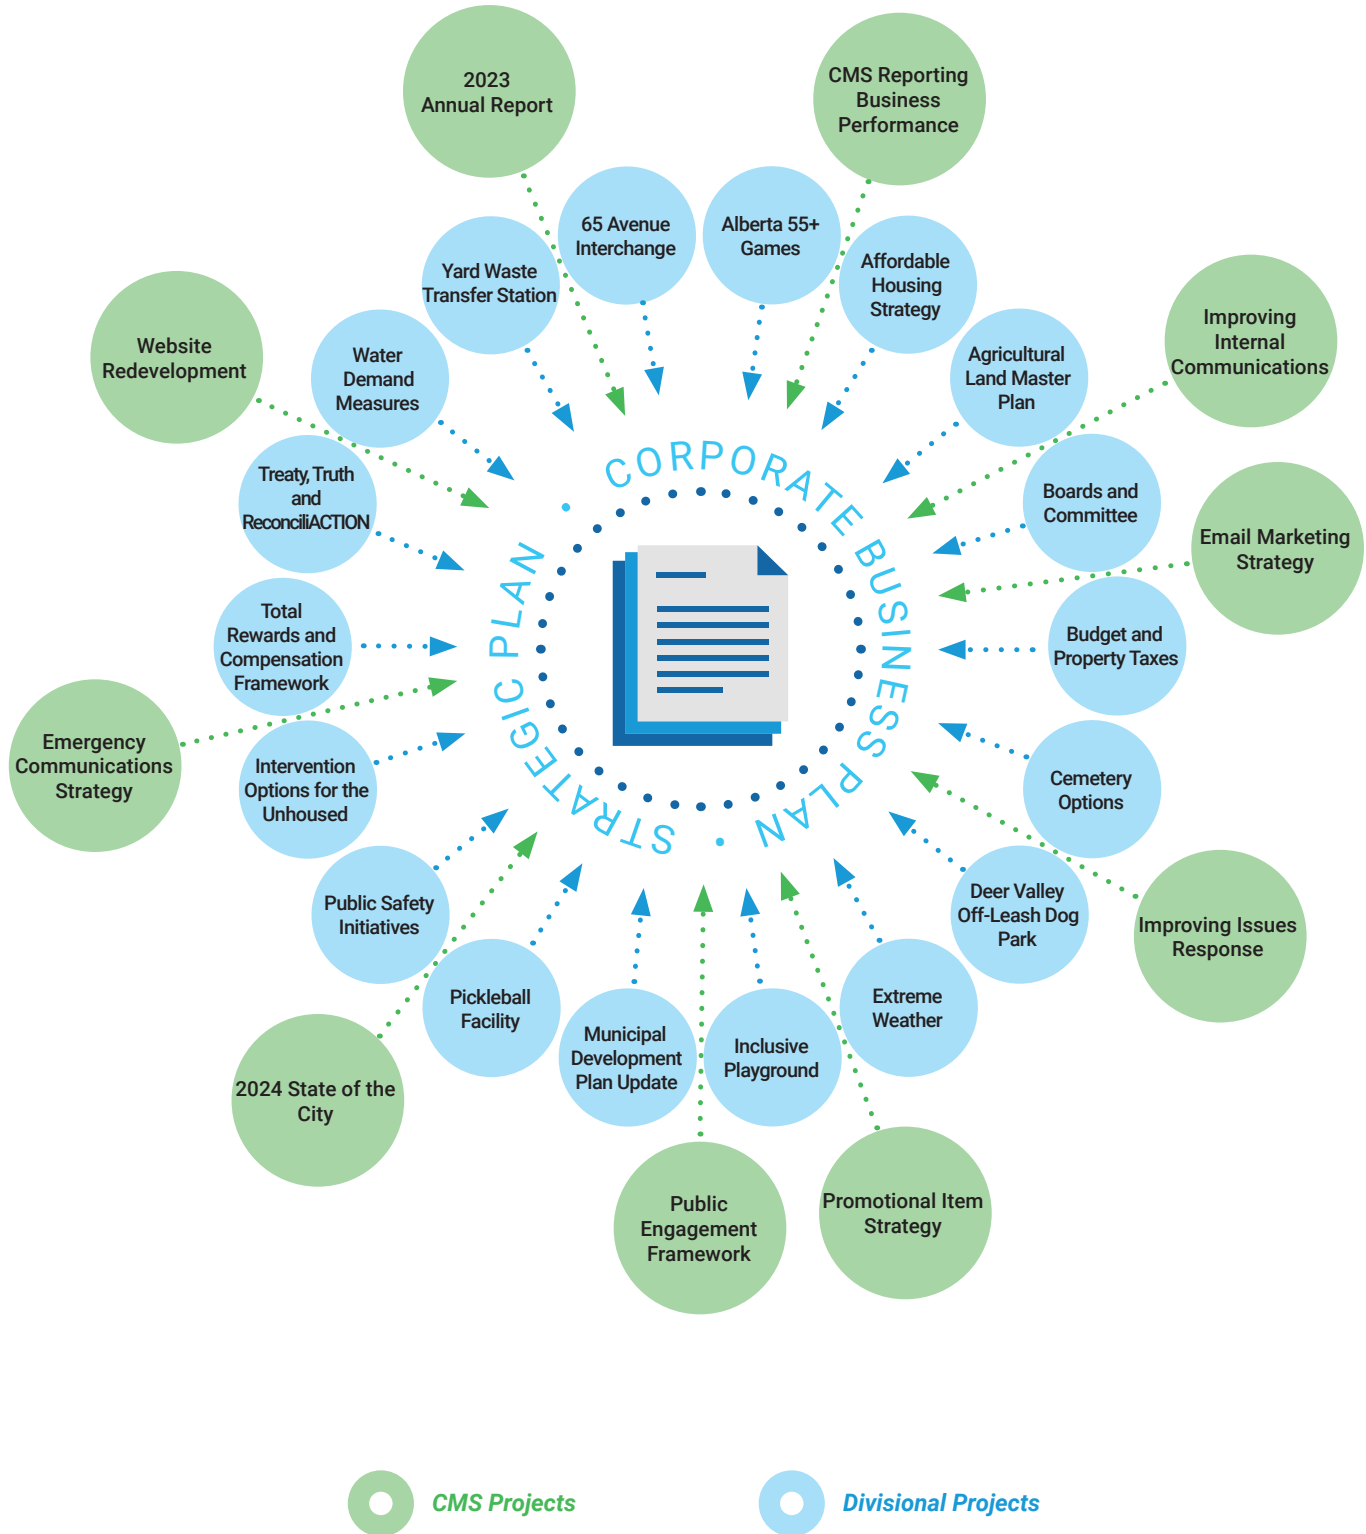 2023
Annual Report
CMS Reporting
Business
Performance
65 Avenue
Interchange
Alberta 55+
Games
Yard Waste
Transfer Station
Affordable
Housing
Strategy
Website
Redevelopment
Water
Demand
Measures
Agricultural
Land Master
Plan
Improving
Internal
Communications
Treaty, Truth
and
ReconciliACTION
Boards and
Committee
Email Marketing
Strategy
CORPORATE BUSINESS PLAN •
STRATEGIC PLAN •
Total
Rewards and
Compensation
Framework
Budget and
Property Taxes
Emergency
Communications
Strategy
Intervention
Options for the
Unhoused
Cemetery
Options
Public Safety
Initiatives
Deer Valley
Off-Leash Dog
Park
Improving Issues
Response
Pickleball
Facility
Extreme
Weather
Municipal
Development
Plan Update
Inclusive
Playground
2024 State of the
City
Public
Engagement
Framework
Promotional Item
Strategy
CMS Projects
Divisional Projects